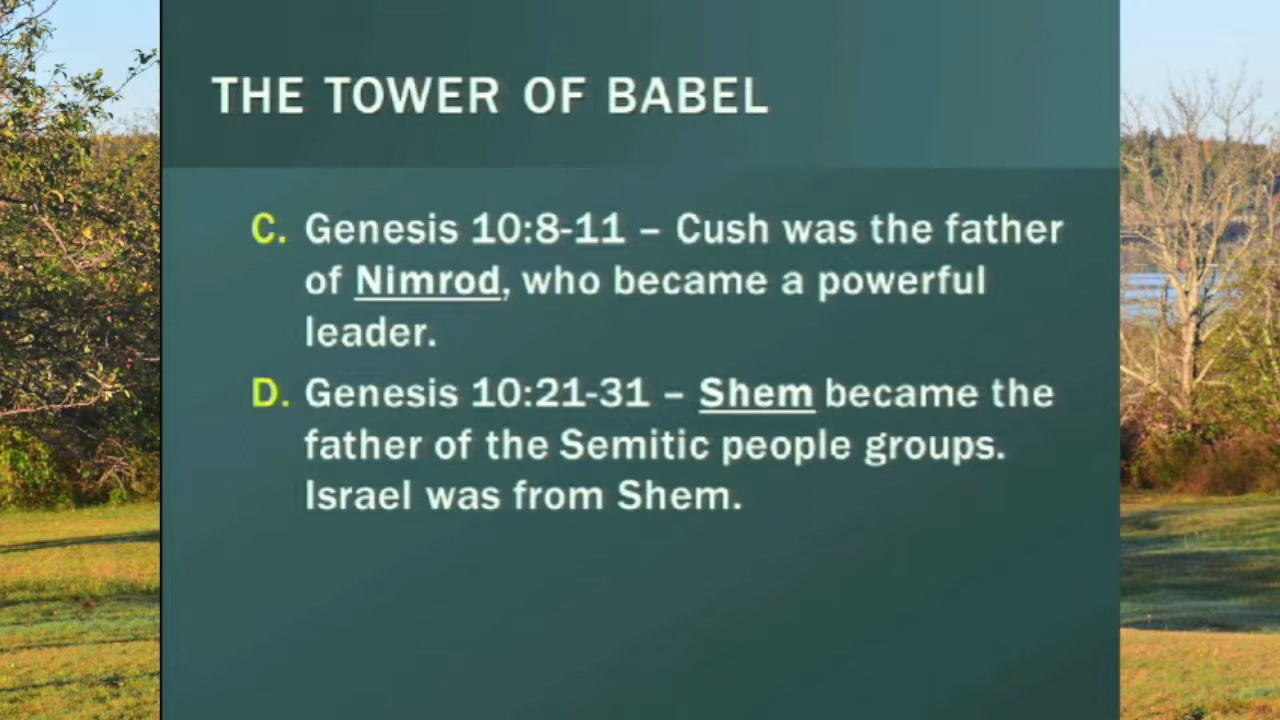 THE TOWER OF BABEL
C. Genesis 10:8-11 – Cush was the father
of Nimrod, who became a powerful
leader.
D. Genesis 10:21-31 – Shem became the
father of the Semitic people groups.
Israel was from Shem.